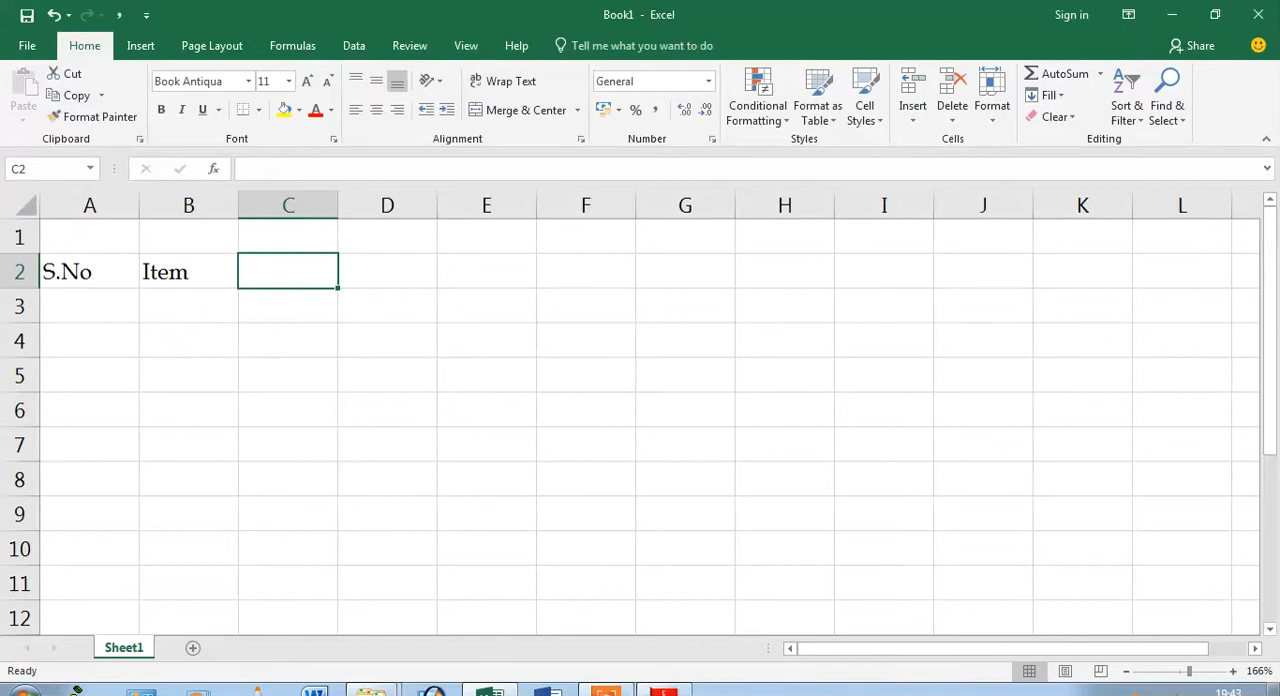 Book1 - Excel
Sign in
File Home Insert Page Layout Formulas Data Review View Help Tell me what you want to do Share
Paste
Cut
Copy
Format Painter
Clipboard
Book Antiqua 11
B I U A
Font
Wrap Text
Merge & Center
Alignment
General
%
Number
Conditional Formatting
Format as Table
Cell Styles
Styles
Insert
Delete
Format
Cells
AutoSum
Fill
Clear
Sort & Filter
Find & Select
Editing
C2
fx
A B C D E F G H I J K L
1
2 S.No Item
3
4
5
6
7
8
9
10
11
12
Sheet1
Ready
166%
19:43